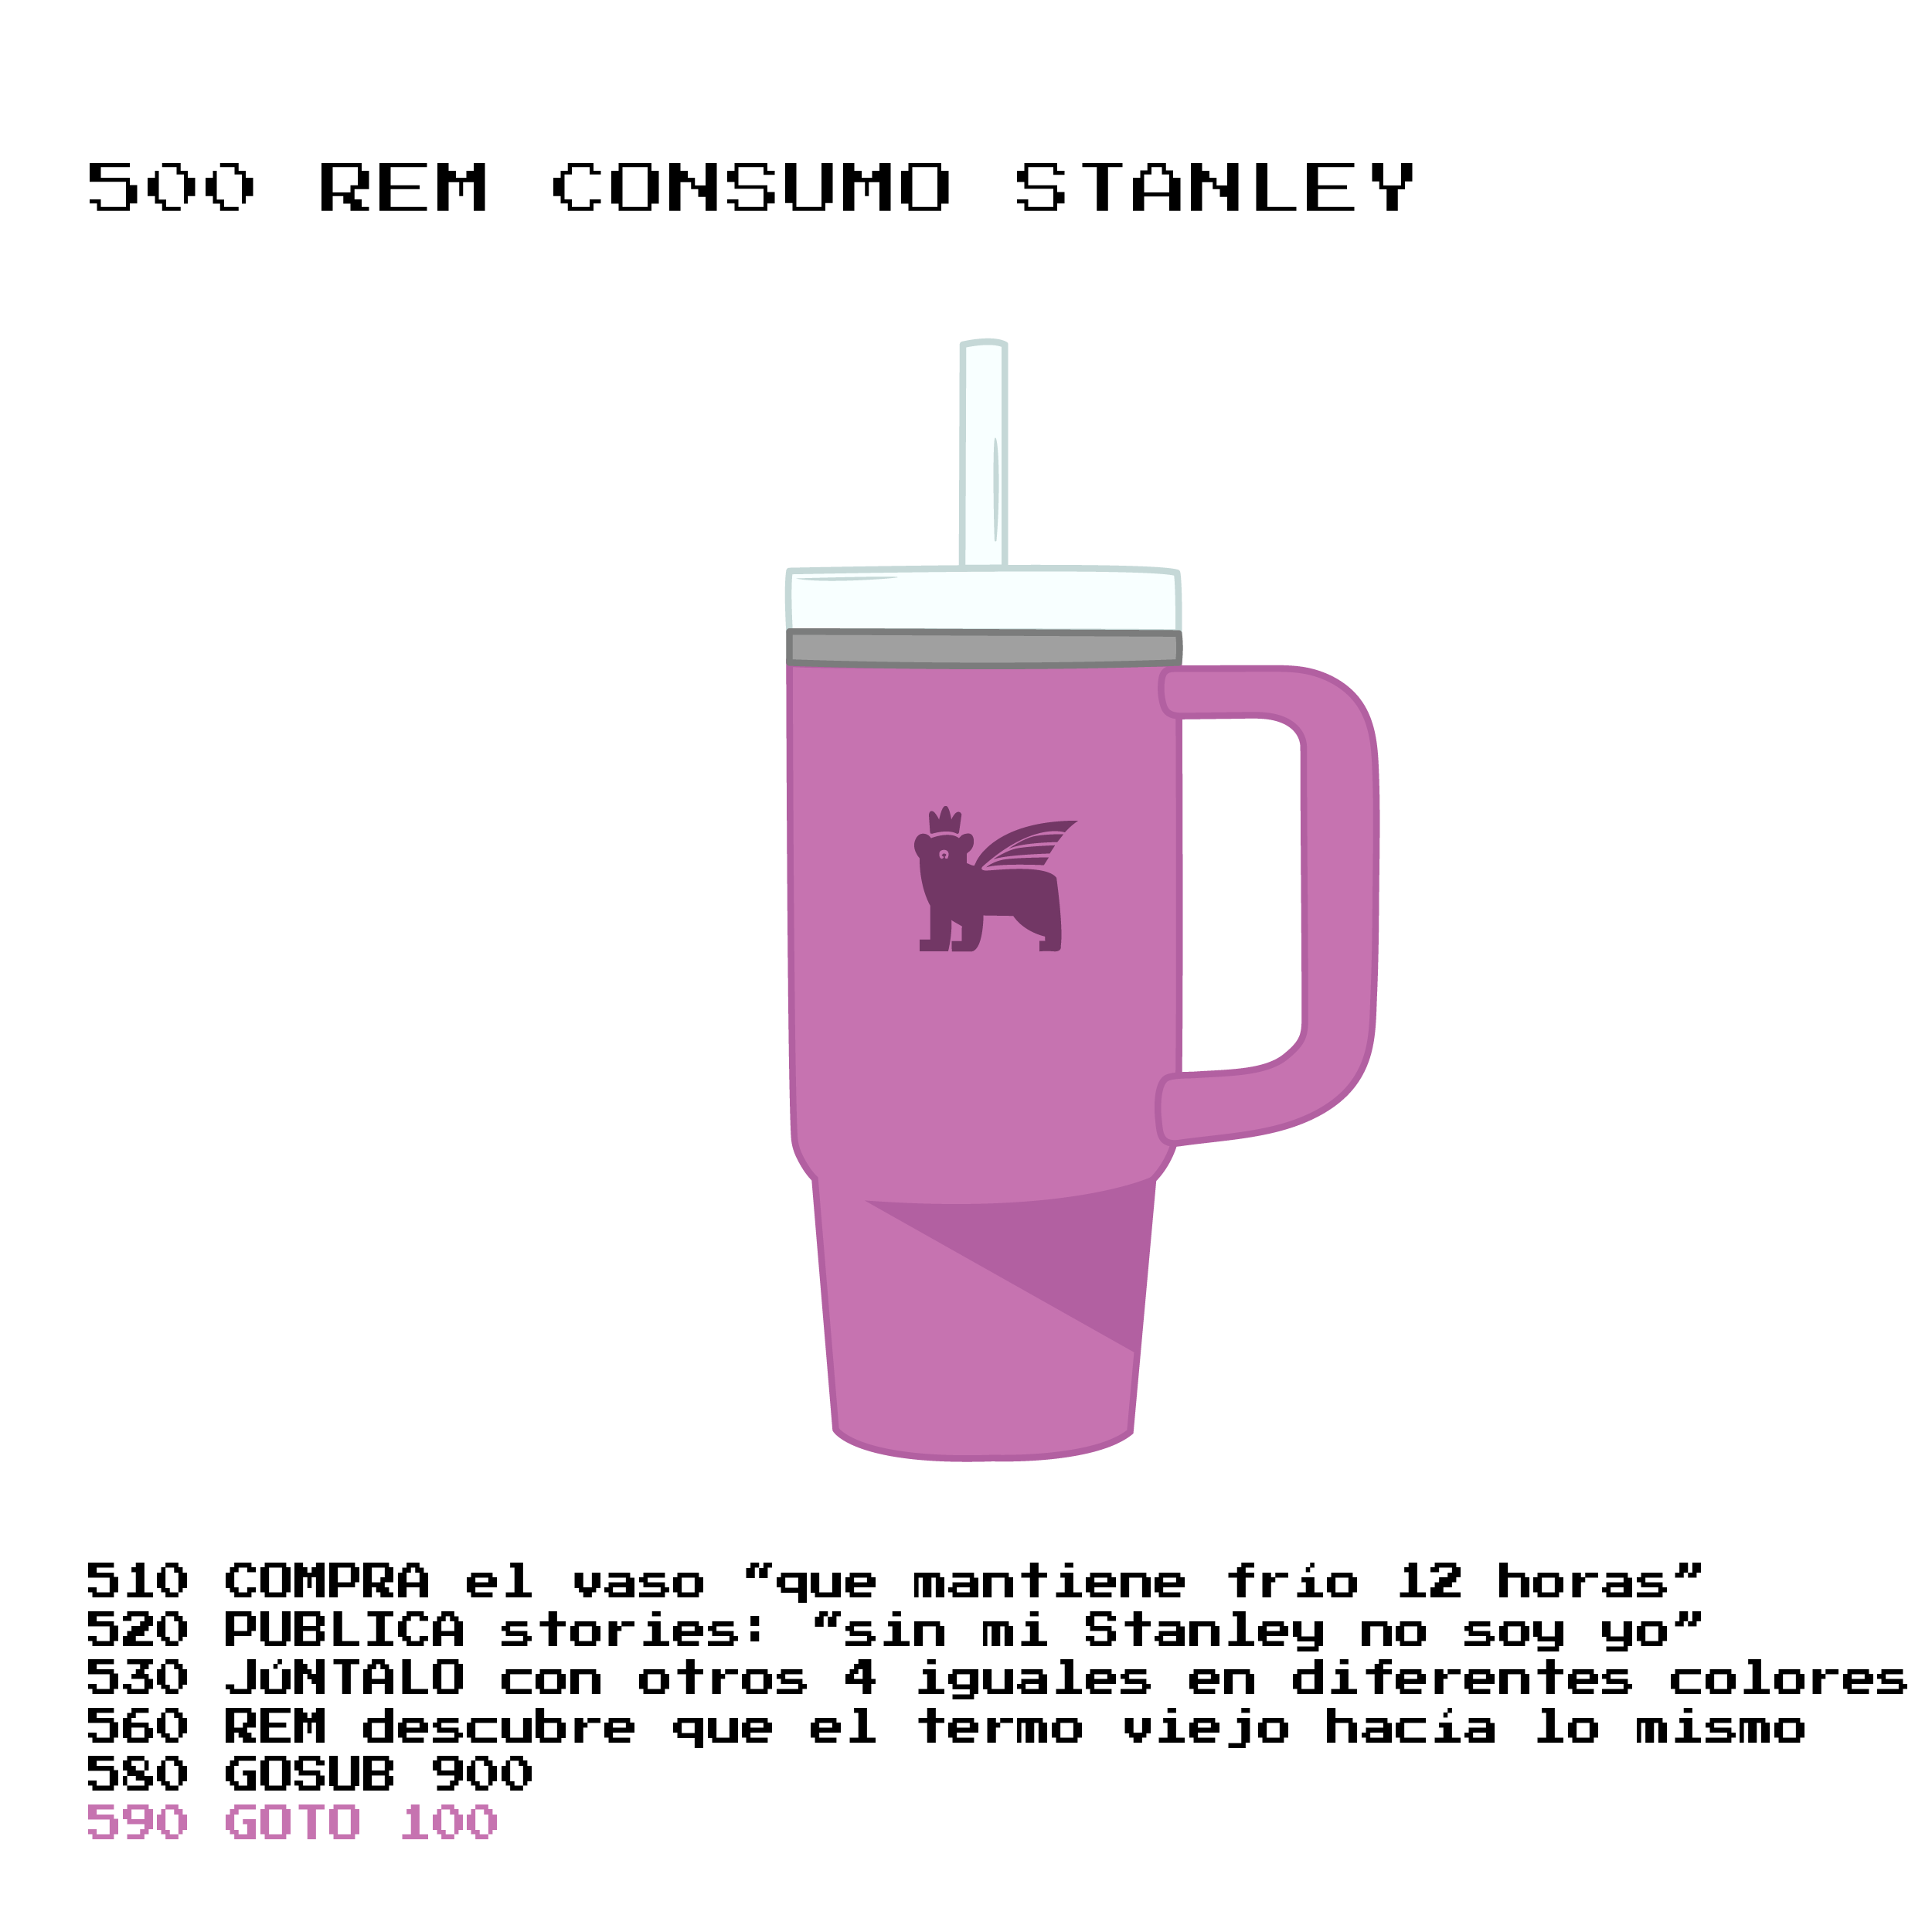 500 REM CONSUMO STANLEY
510 COMPRA el vaso “que mantiene frío 12 horas”
520 PUBLICA stories: “sin mi Stanley no soy yo”
530 JÚNTALO con otros 4 iguales en diferentes colores
560 REM descubre que el termo viejo hacía lo mismo
580 GOSUB 900
590 GOTO 100